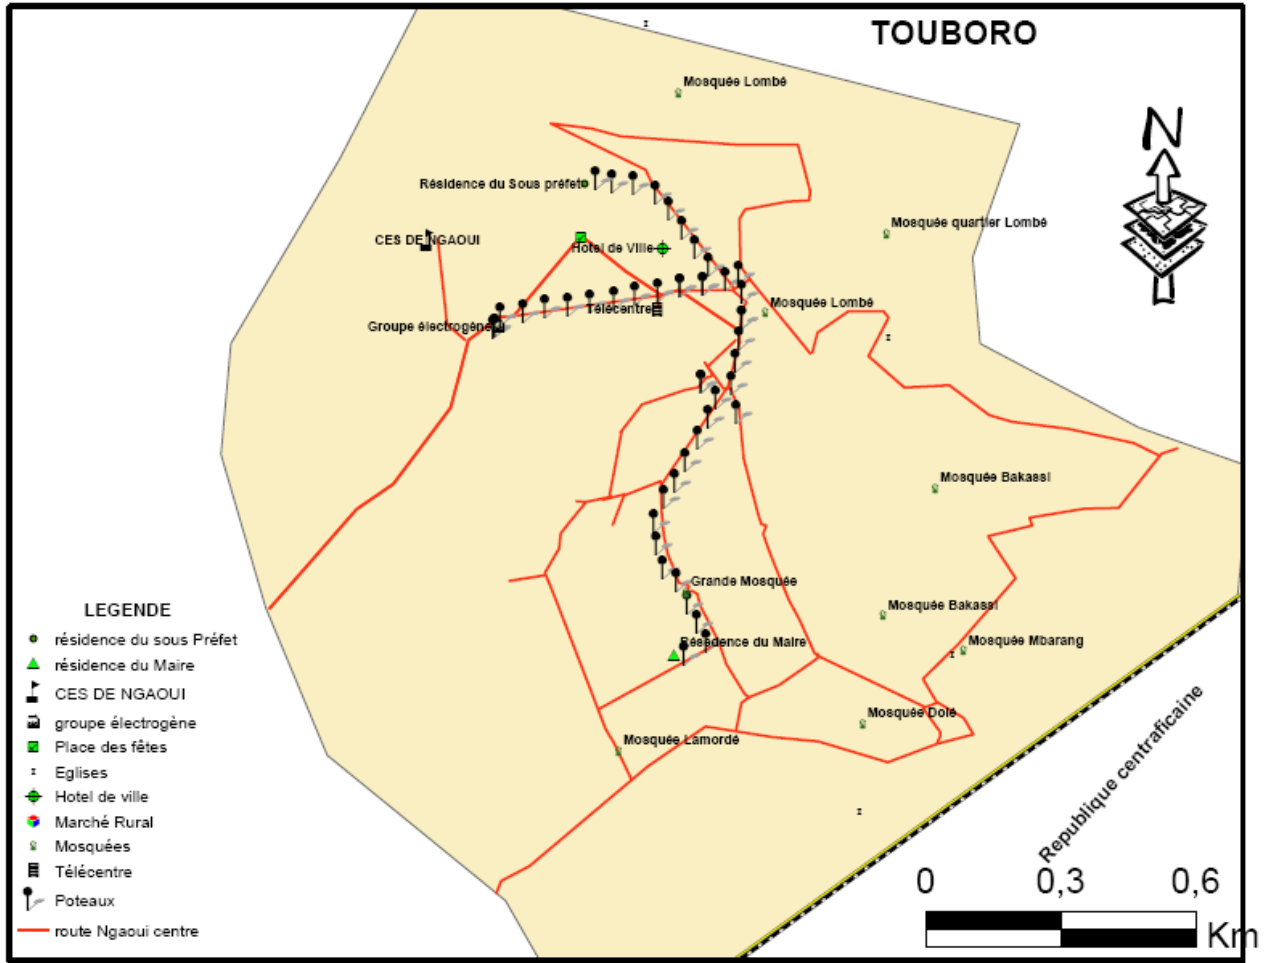 TOUBORO
Mosquée Lombé
N
Résidence du Sous préfet
Mosquée quartier Lombé
CES DE NGAOUI
Hotel de Ville
Mosquée Lombé
Télécentre
Groupe électrogène
Mosquée Bakassi
Grande Mosquée
Mosquée Bakassi
Résédence du Maire
Mosquée Mbarang
Mosquée Dolé
Mosquée Lamordé
Republique centraficaine
LEGENDE
résidence du sous Préfet
résidence du Maire
CES DE NGAOUI
groupe électrogène
Place des fêtes
Eglises
Hotel de ville
Marché Rural
Mosquées
Télécentre
Poteaux
route Ngaoui centre
0 0,3 0,6
Km